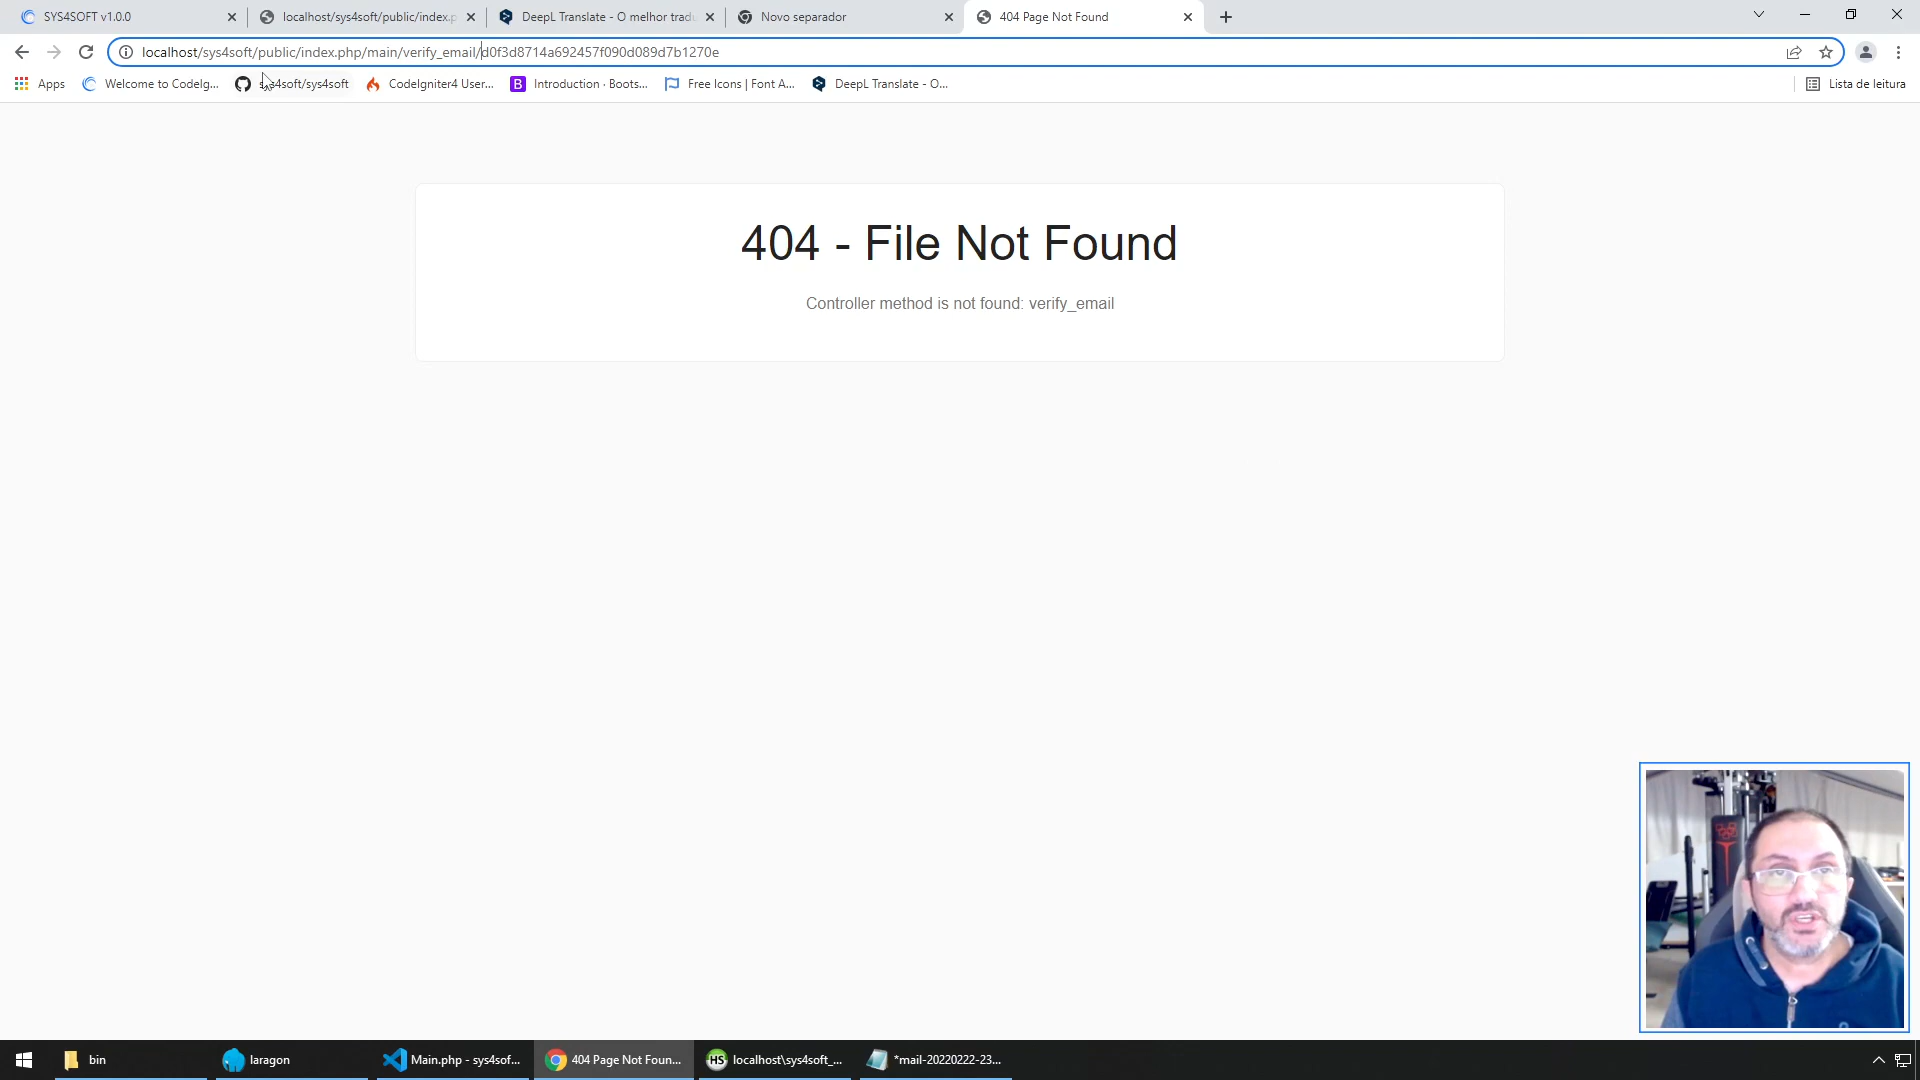 SYS4SOFT v1.0.0
localhost/sys4soft/public/index.p
DeepL Translate - O melhor tradu
Novo separador
404 Page Not Found
localhost/sys4soft/public/index.php/main/verify_email/d0f3d8714a692457f090d089d7b1270e
Apps
Welcome to CodeIg...
sys4soft/sys4soft
CodeIgniter4 User...
B
Introduction · Boots...
Free Icons | Font A...
DeepL Translate - O...
Lista de leitura
404 - File Not Found
Controller method is not found: verify_email
bin
laragon
Main.php - sys4sof...
404 Page Not Foun...
HS
localhost\sys4soft_...
*mail-20220222-23...